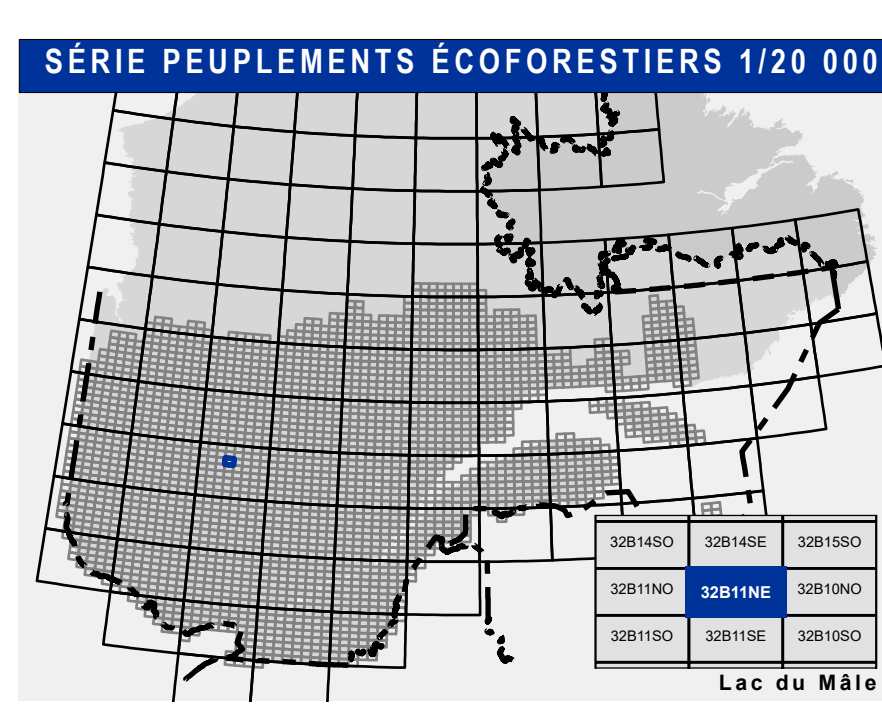 SÉRIE PEUPLEMENTS ÉCOFORESTIERS 1/20 000
32B14SO 32B14SE 32B15SO
32B11NO 32B11NE 32B10NO
32B11SO 32B11SE 32B10SO
Lac du Mâle